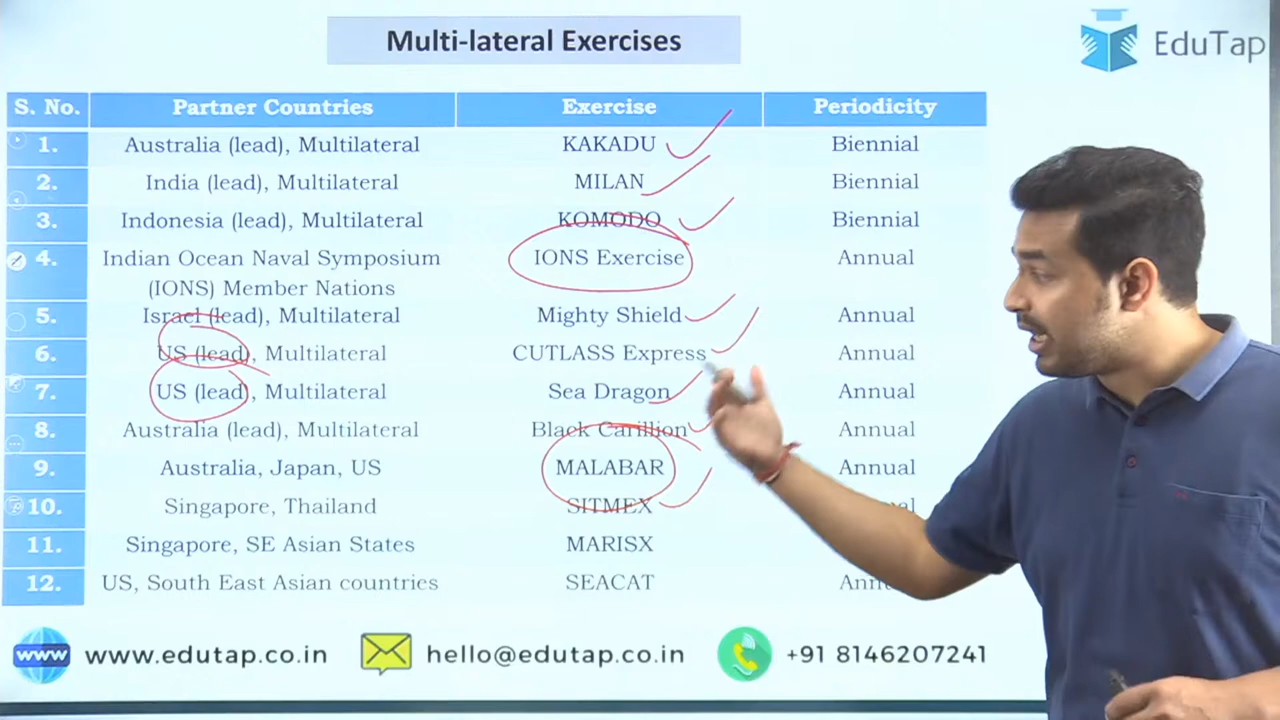 Multi-lateral Exercises
EduTap
S. No. Partner Countries Exercise Periodicity
1. Australia (lead), Multilateral KAKADU Biennial
2. India (lead), Multilateral MILAN Biennial
3. Indonesia (lead), Multilateral KOMODO Biennial
4. Indian Ocean Naval Symposium IONS Exercise Annual
(IONS) Member Nations
5. Israel (lead), Multilateral Mighty Shield Annual
6. US (lead), Multilateral CUTLASS Express Annual
7. US (lead), Multilateral Sea Dragon Annual
8. Australia (lead), Multilateral Black Carillion Annual
9. Australia, Japan, US MALABAR Annual
10. Singapore, Thailand SITMEX
11. Singapore, SE Asian States MARISX
12. US, South East Asian countries SEACAT
www www.edutap.co.in hello@edutap.co.in +91 8146207241